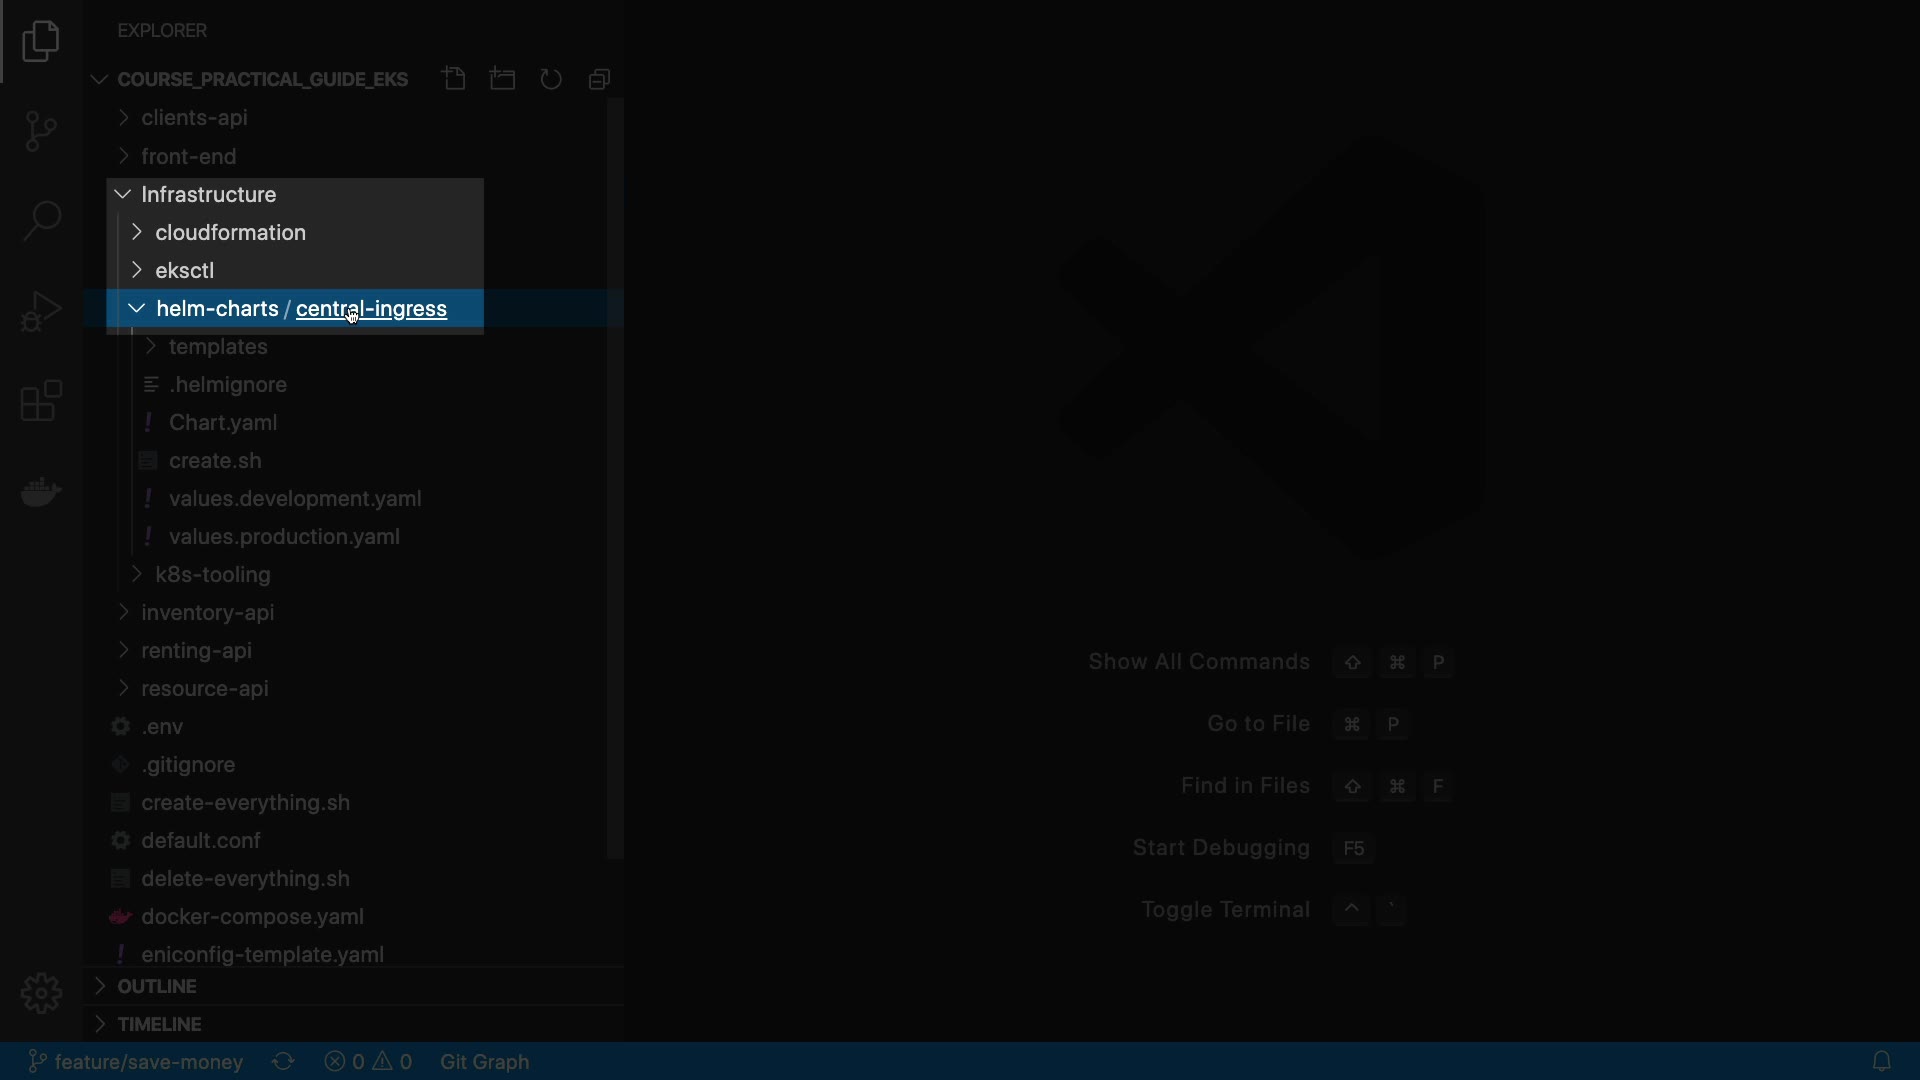 EXPLORER
COURSE_PRACTICAL_GUIDE_EKS
clients-api
front-end
Infrastructure
cloudformation
eksctl
helm-charts / central-ingress
templates
.helmignore
! Chart.yaml
create.sh
! values.development.yaml
! values.production.yaml
k8s-tooling
inventory-api
renting-api
resource-api
.env
.gitignore
create-everything.sh
default.conf
delete-everything.sh
docker-compose.yaml
! eniconfig-template.yaml
OUTLINE
TIMELINE
Show All Commands ⇧ ⌘ P
Go to File ⌘ P
Find in Files ⇧ ⌘ F
Start Debugging F5
Toggle Terminal ^ `
feature/save-money 0 0 Git Graph